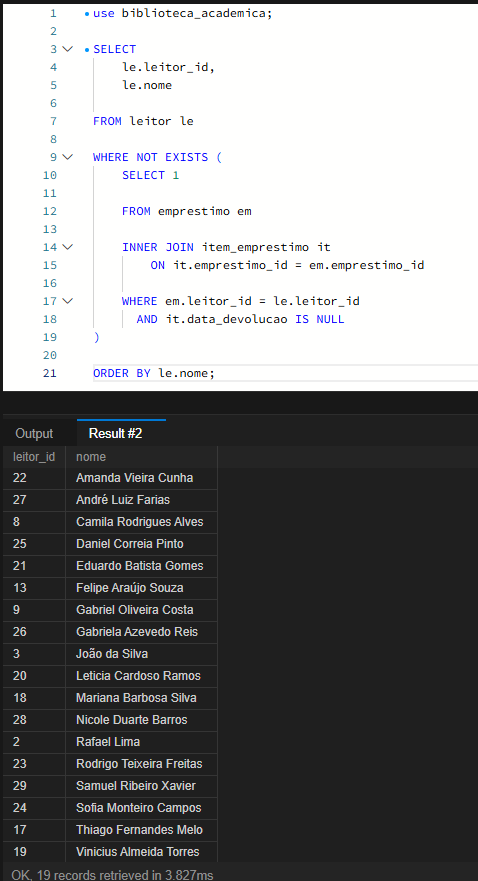 1 use biblioteca_academica;
2
3 SELECT
4 le.leitor_id,
5 le.nome
6
7 FROM leitor le
8
9 WHERE NOT EXISTS (
10 SELECT 1
11
12 FROM emprestimo em
13
14 INNER JOIN item_emprestimo it
15 ON it.emprestimo_id = em.emprestimo_id
16
17 WHERE em.leitor_id = le.leitor_id
18 AND it.data_devolucao IS NULL
19 )
20
21 ORDER BY le.nome;
Output Result #2
leitor_id nome
22 Amanda Vieira Cunha
27 André Luiz Farias
8 Camila Rodrigues Alves
25 Daniel Correia Pinto
21 Eduardo Batista Gomes
13 Felipe Araújo Souza
9 Gabriel Oliveira Costa
26 Gabriela Azevedo Reis
3 João da Silva
20 Leticia Cardoso Ramos
18 Mariana Barbosa Silva
28 Nicole Duarte Barros
2 Rafael Lima
23 Rodrigo Teixeira Freitas
29 Samuel Ribeiro Xavier
24 Sofia Monteiro Campos
17 Thiago Fernandes Melo
19 Vinicius Almeida Torres
OK, 19 records retrieved in 3.827ms